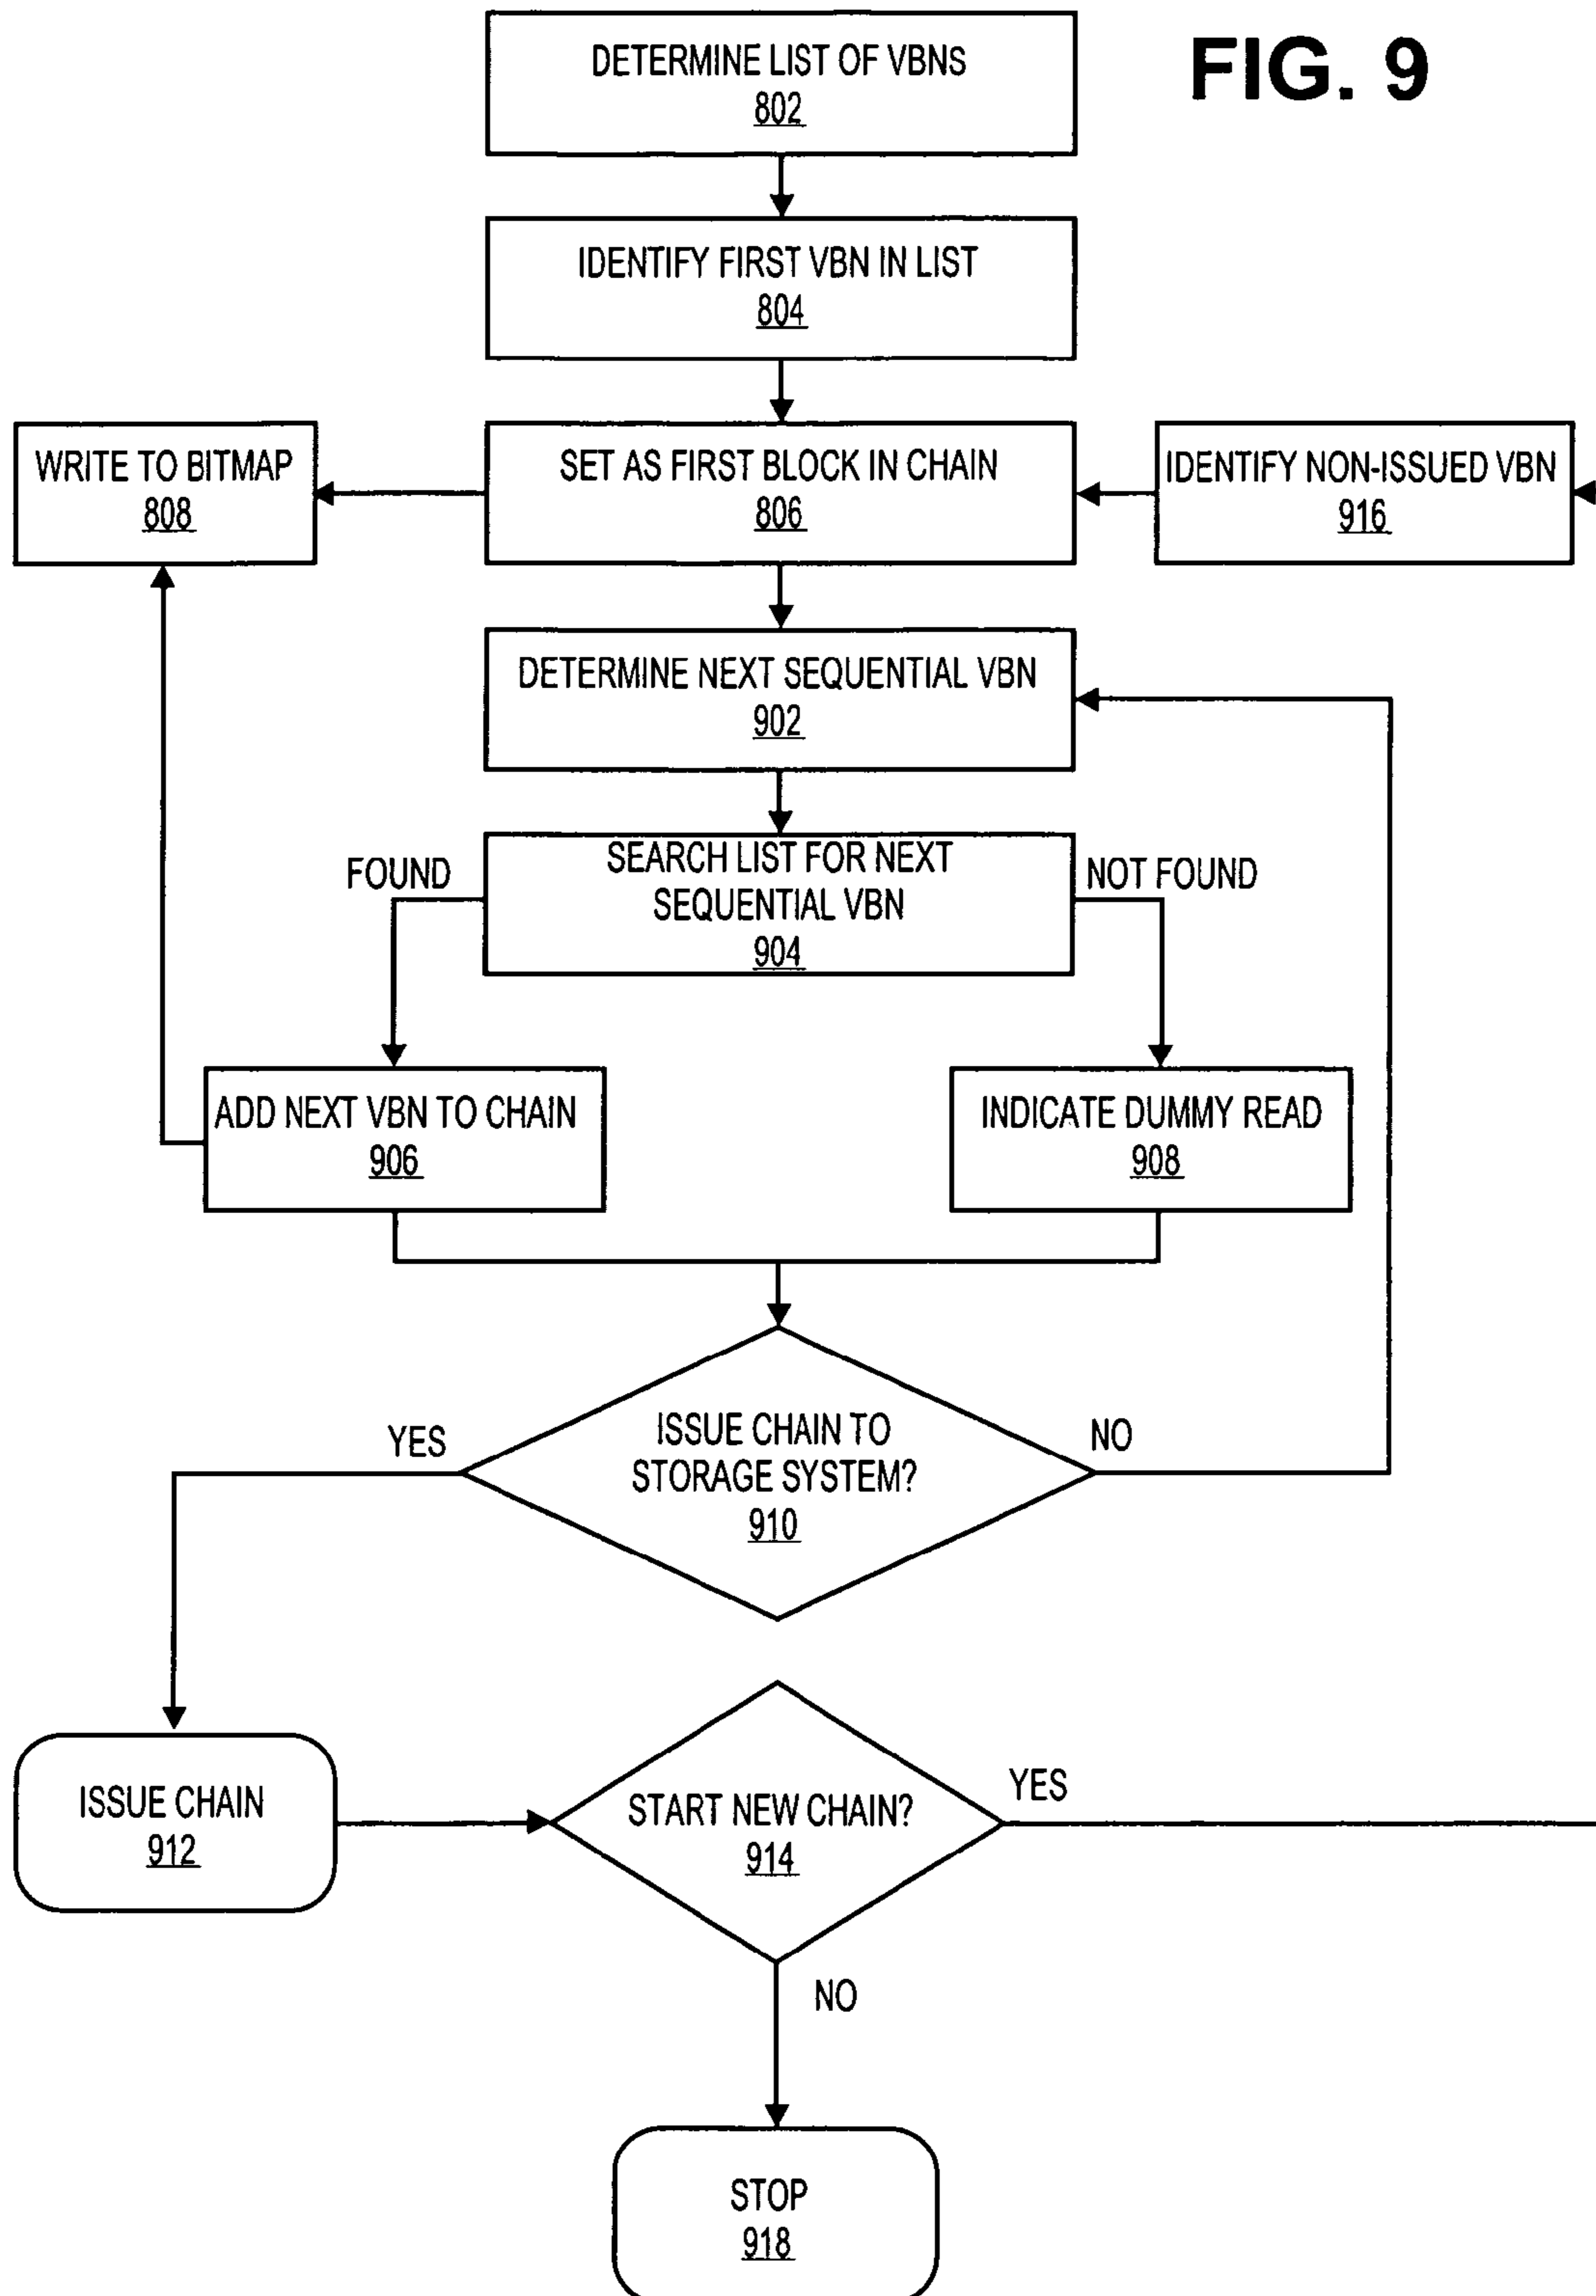 FIG. 9
DETERMINE LIST OF VBNS
802
IDENTIFY FIRST VBN IN LIST
804
WRITE TO BITMAP
808
SET AS FIRST BLOCK IN CHAIN
806
IDENTIFY NON-ISSUED VBN
916
DETERMINE NEXT SEQUENTIAL VBN
902
FOUND
SEARCH LIST FOR NEXT
SEQUENTIAL VBN
904
NOT FOUND
ADD NEXT VBN TO CHAIN
906
INDICATE DUMMY READ
908
YES
ISSUE CHAIN TO
STORAGE SYSTEM?
910
NO
ISSUE CHAIN
912
START NEW CHAIN?
914
YES
NO
STOP
918